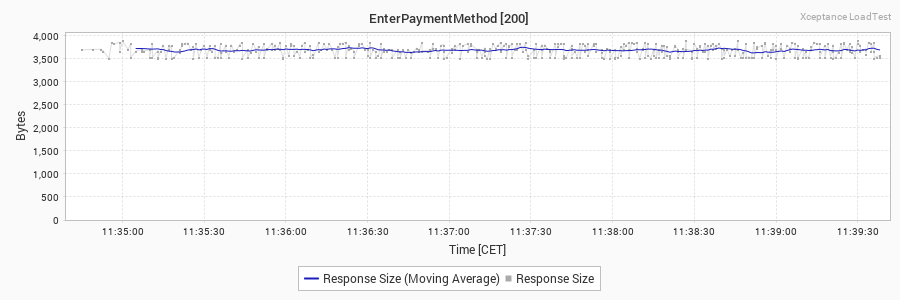 EnterPaymentMethod [200]
Xceptance LoadTest
4,000
3,500
3,000
2,500
2,000
1,500
1,000
500
0
Bytes
11:35:00 11:35:30 11:36:00 11:36:30 11:37:00 11:37:30 11:38:00 11:38:30 11:39:00 11:39:30
Time [CET]
Response Size (Moving Average) Response Size